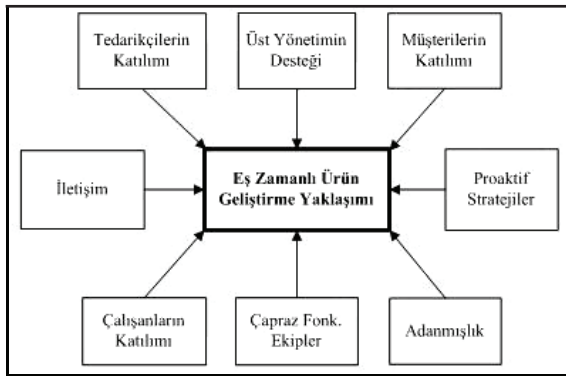 Tedarikçilerin
Katılımı
Üst Yönetimin
Desteği
Müşterilerin
Katılımı
İletişim
Eş Zamanlı Ürün
Geliştirme Yaklaşımı
Proaktif
Stratejiler
Çalışanların
Katılımı
Çapraz Fonk.
Ekipler
Adanmışlık